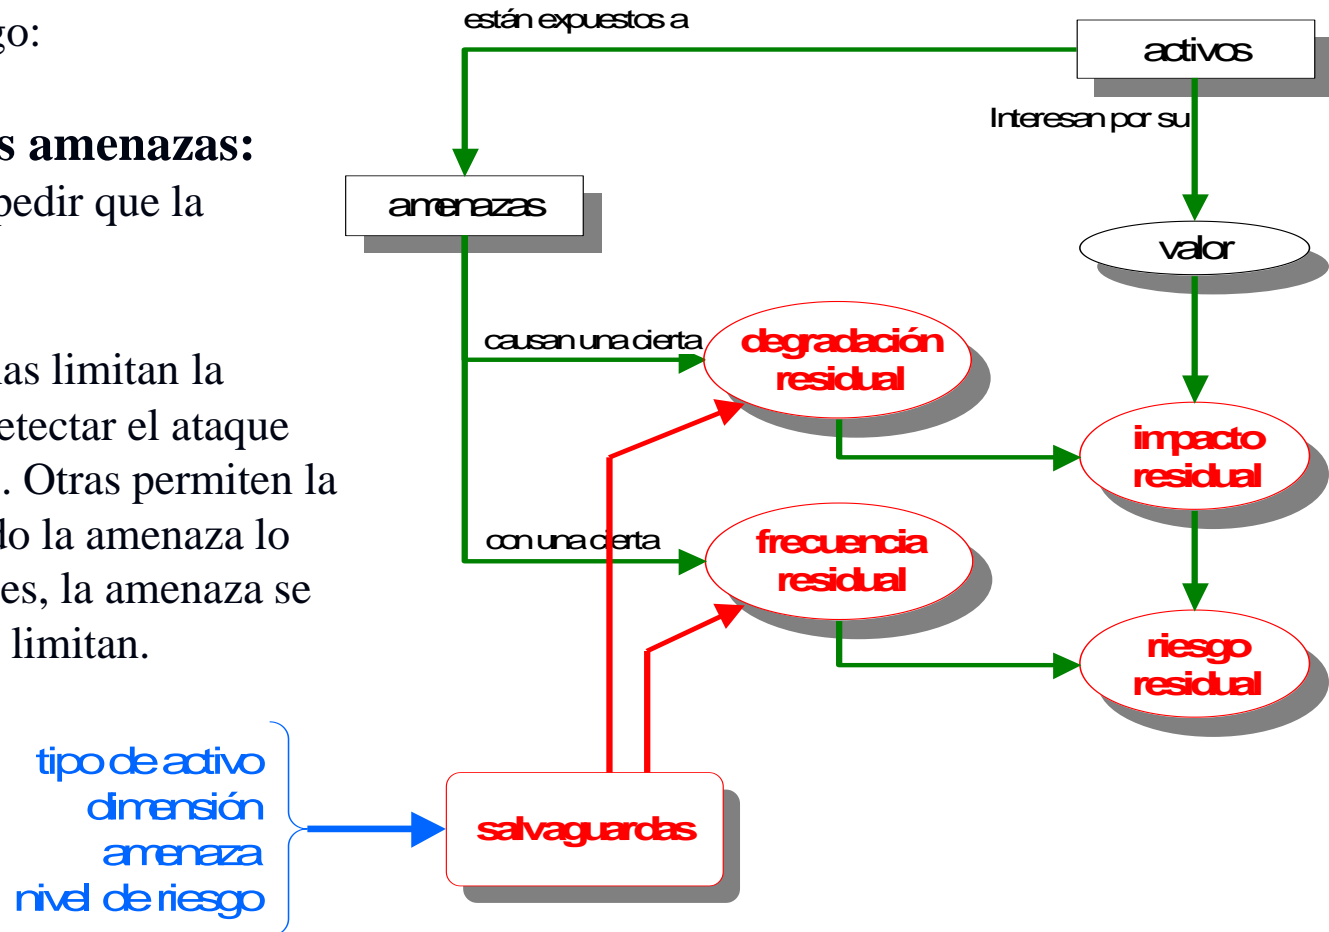 go:
s amenazas:
pedir que la
las limitan la
etectar el ataque
. Otras permiten la
do la amenaza lo
es, la amenaza se
limitan.
están expuestos a
activos
Interesan por su
amenazas
valor
causan una cierta
degradación
residual
impacto
residual
con una cierta
frecuencia
residual
riesgo
residual
tipo de activo
dimensión
amenaza
nivel de riesgo
salvaguardas